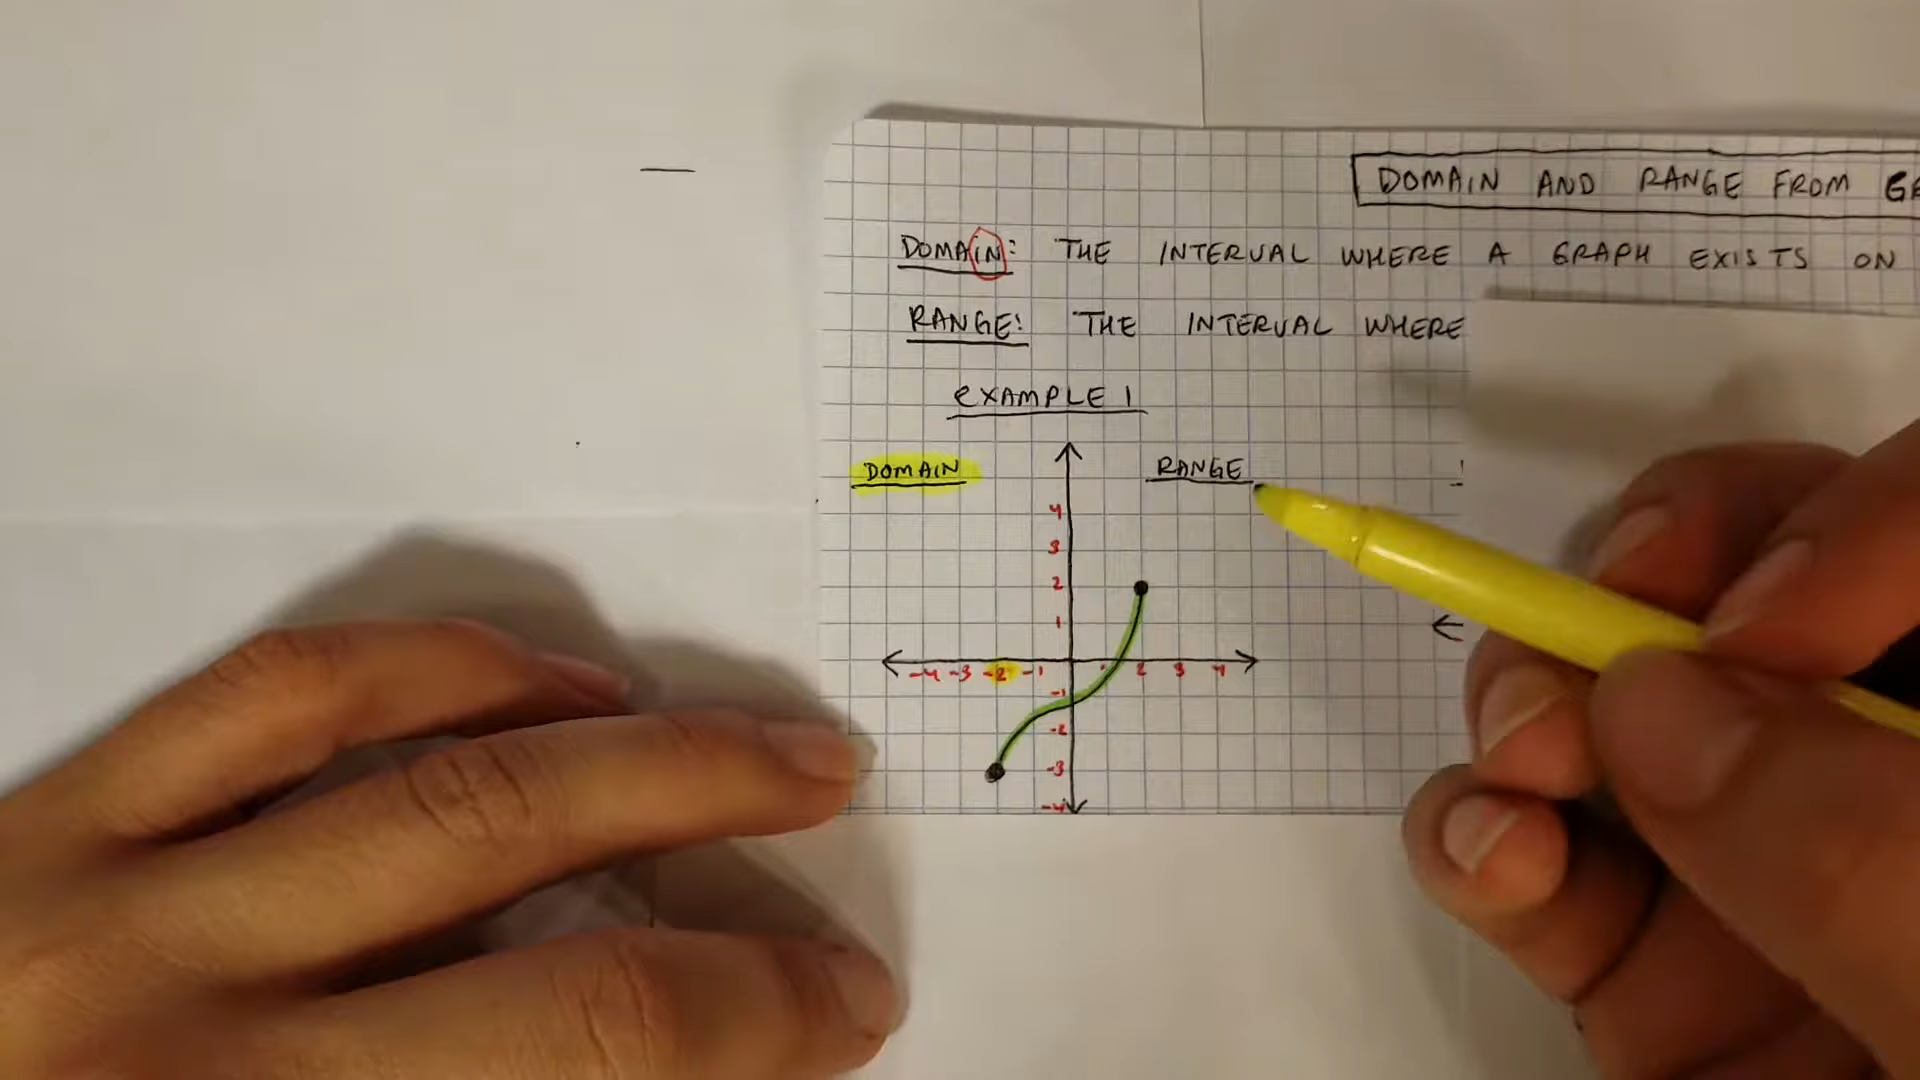 DOMAIN AND RANGE FROM
DOMAIN: THE INTERVAL WHERE A GRAPH EXISTS ON
RANGE: THE INTERVAL WHERE
eXAMPLE 1
DOMAIN RANGE
4
3
2
1
-4 -3 -2 -1 2 3 4
-1
-2
-3
-4